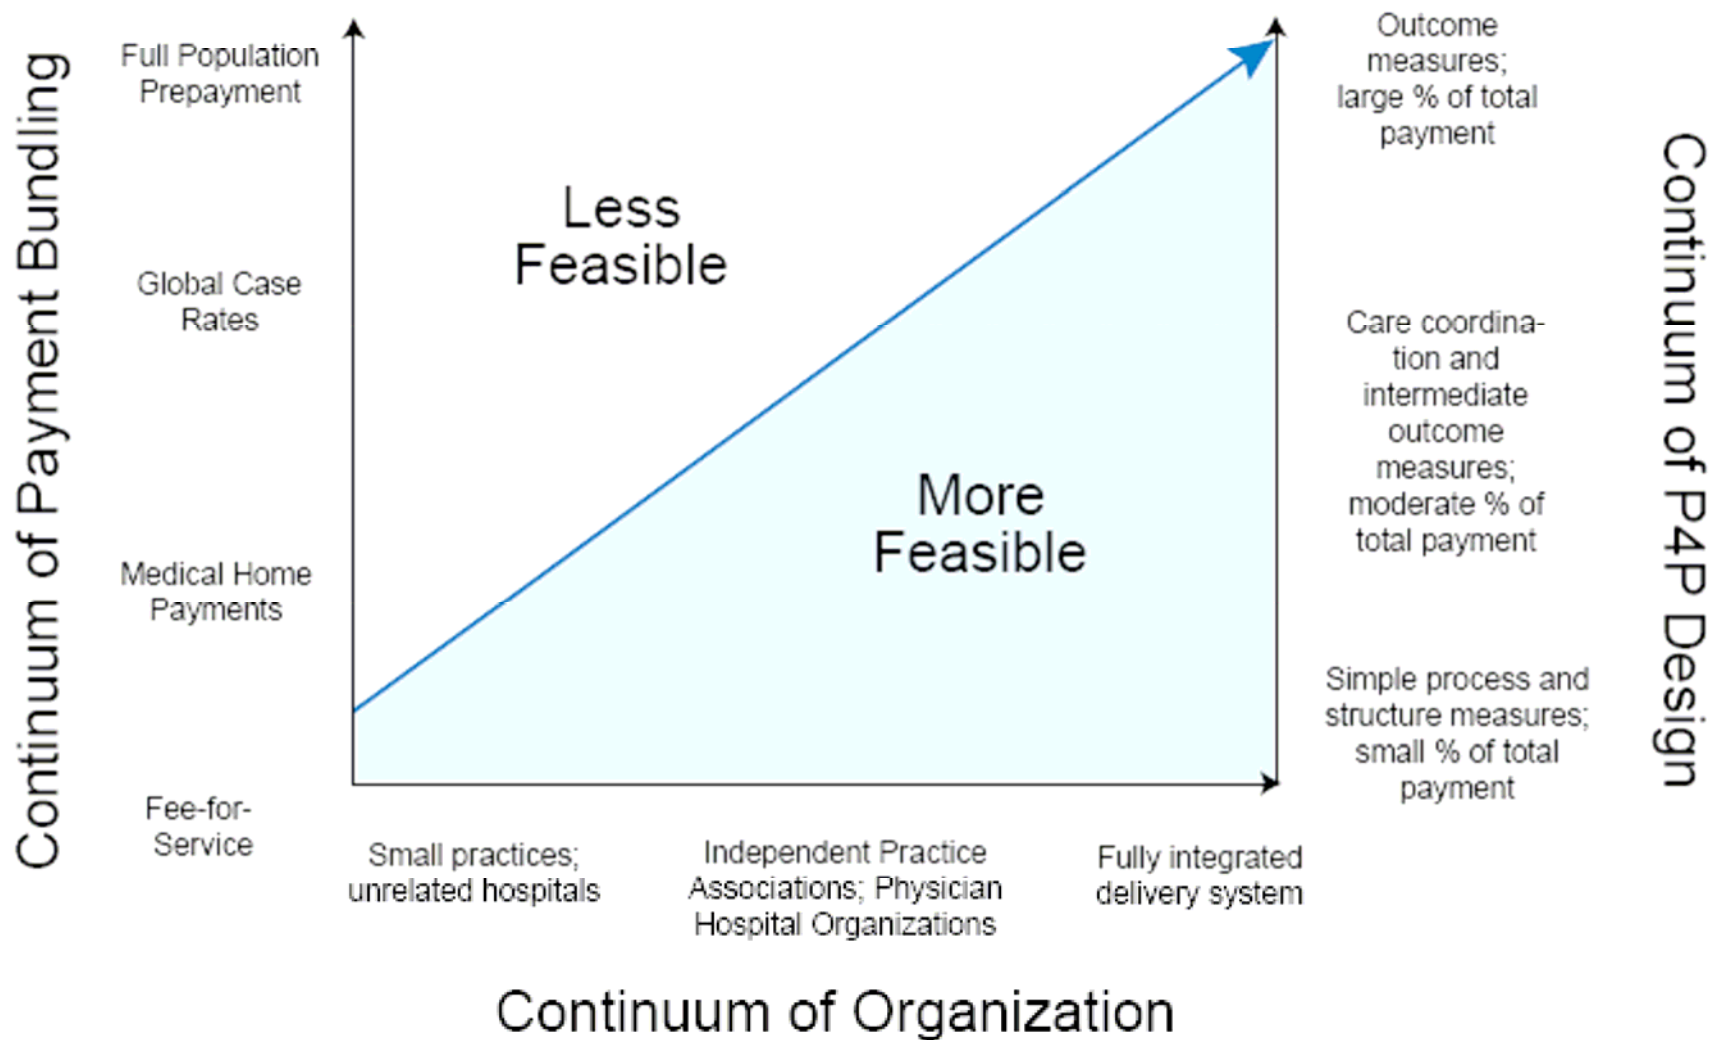 Continuum of Payment Bundling
Full Population
Prepayment
Global Case
Rates
Medical Home
Payments
Fee-for-
Service
Less
Feasible
More
Feasible
Outcome
measures;
large % of total
payment
Care coordina-
tion and
intermediate
outcome
measures;
moderate % of
total payment
Simple process and
structure measures;
small % of total
payment
Continuum of P4P Design
Small practices;
unrelated hospitals
Independent Practice
Associations; Physician
Hospital Organizations
Fully integrated
delivery system
Continuum of Organization